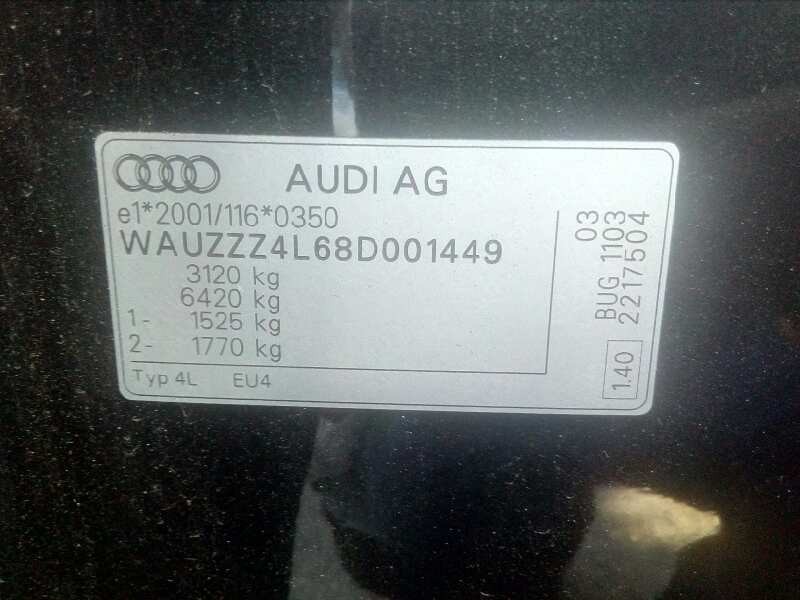 AUDI AG
e1*2001/116*0350
WAUZZZ4L68D001449
3120 kg
6420 kg
1- 1525 kg
2- 1770 kg
Typ 4L EU4
03
BUG 1103
2217504
1.40